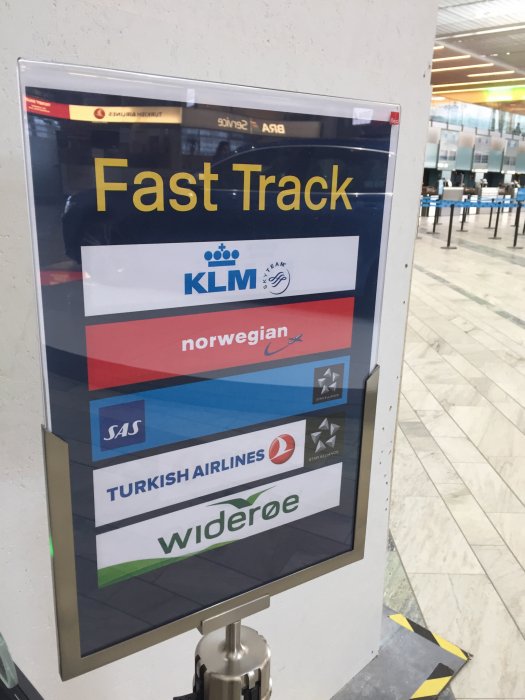 TURKISH AIRLINES
BRA Service
Fast Track
KLM
SKYTEAM
norwegian
SAS
TURKISH AIRLINES
widerøe